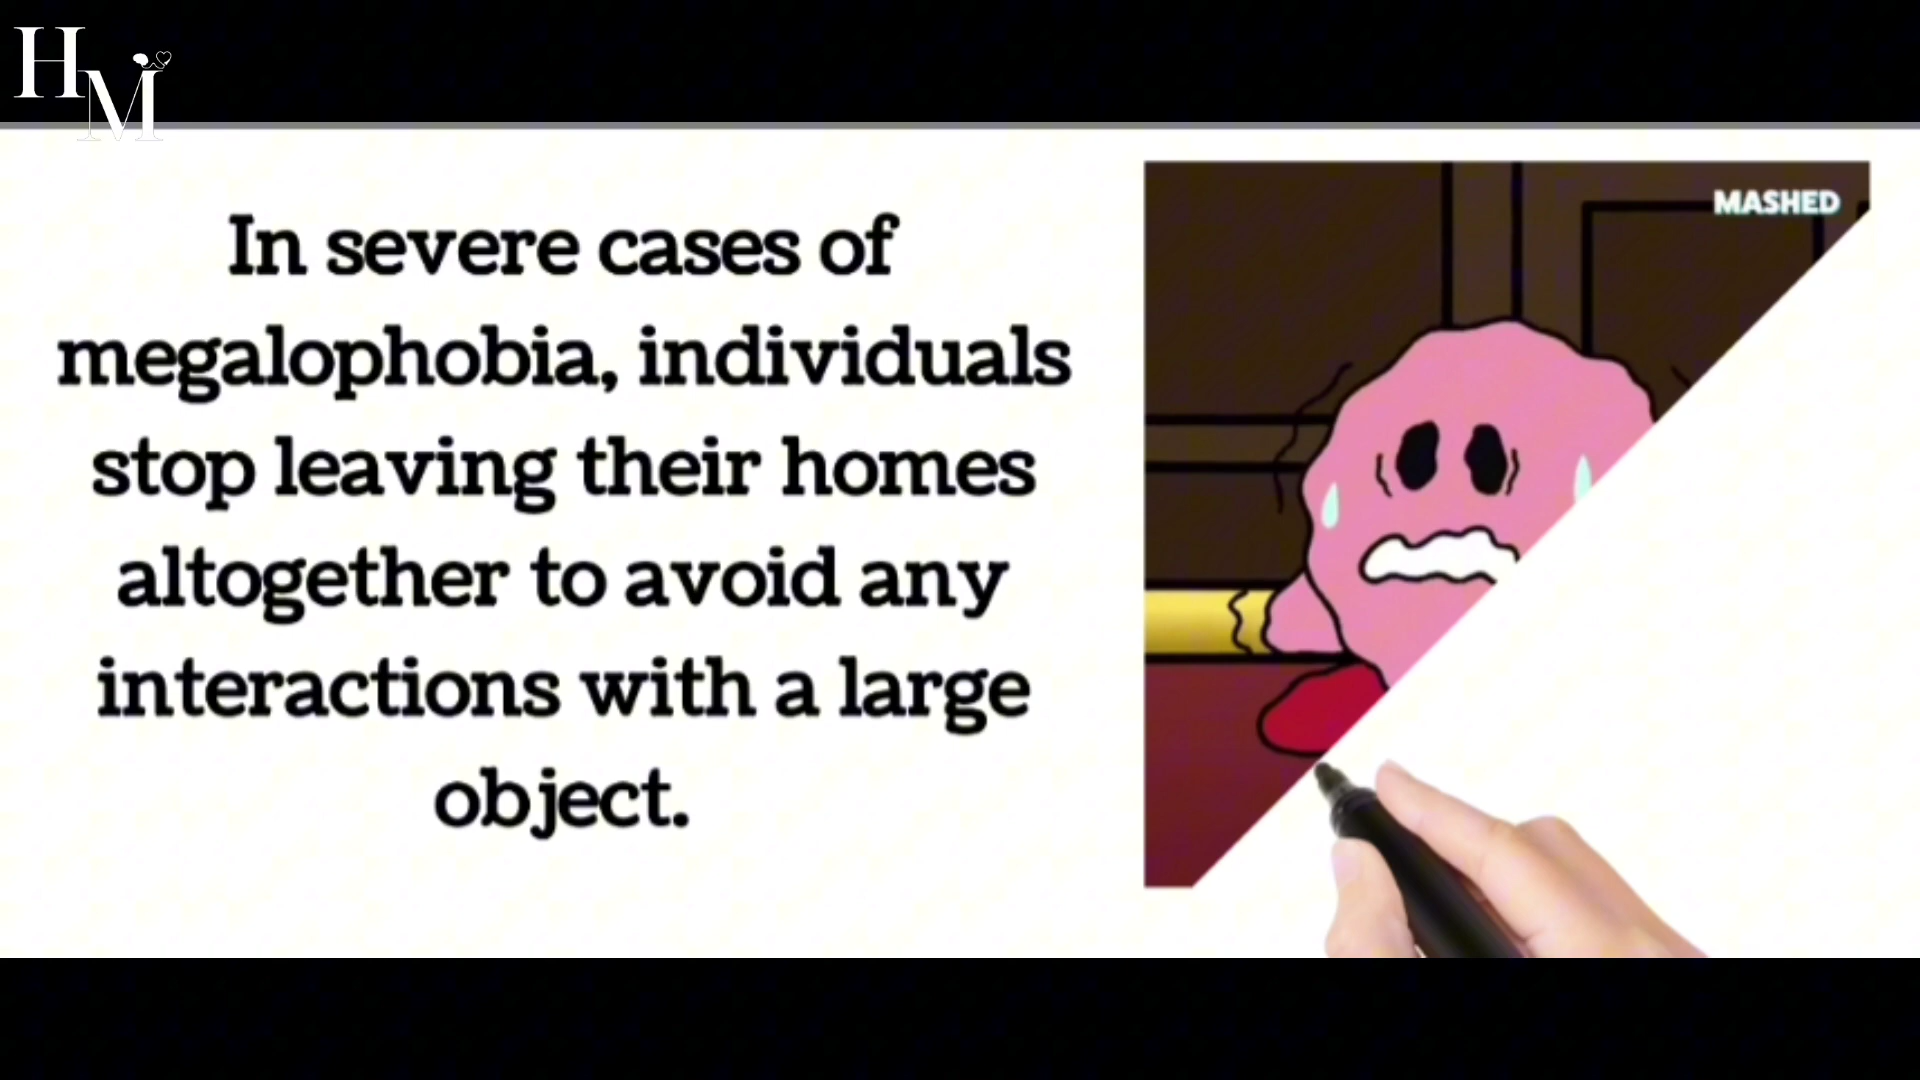 HM
MASHED
In severe cases of
megalophobia, individuals
stop leaving their homes
altogether to avoid any
interactions with a large
object.